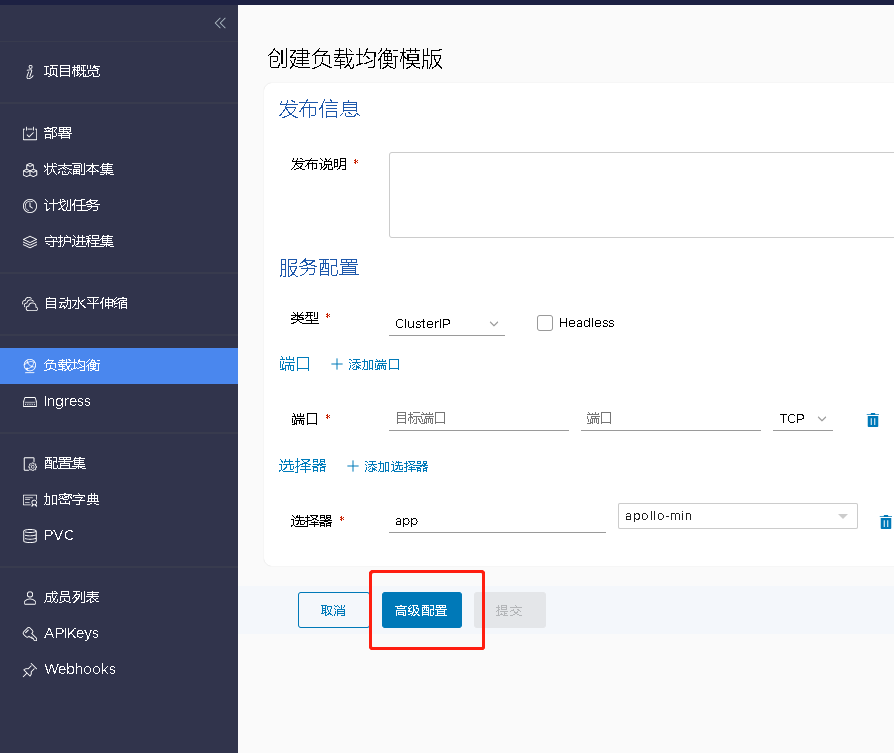 项目概览
部署
状态副本集
计划任务
守护进程集
自动水平伸缩
负载均衡
Ingress
配置集
加密字典
PVC
成员列表
APIKeys
Webhooks
创建负载均衡模版
发布信息
发布说明 *
服务配置
类型 * ClusterIP Headless
端口 添加端口
端口 * 目标端口 端口 TCP
选择器 添加选择器
选择器 * app apollo-min
取消 高级配置 提交